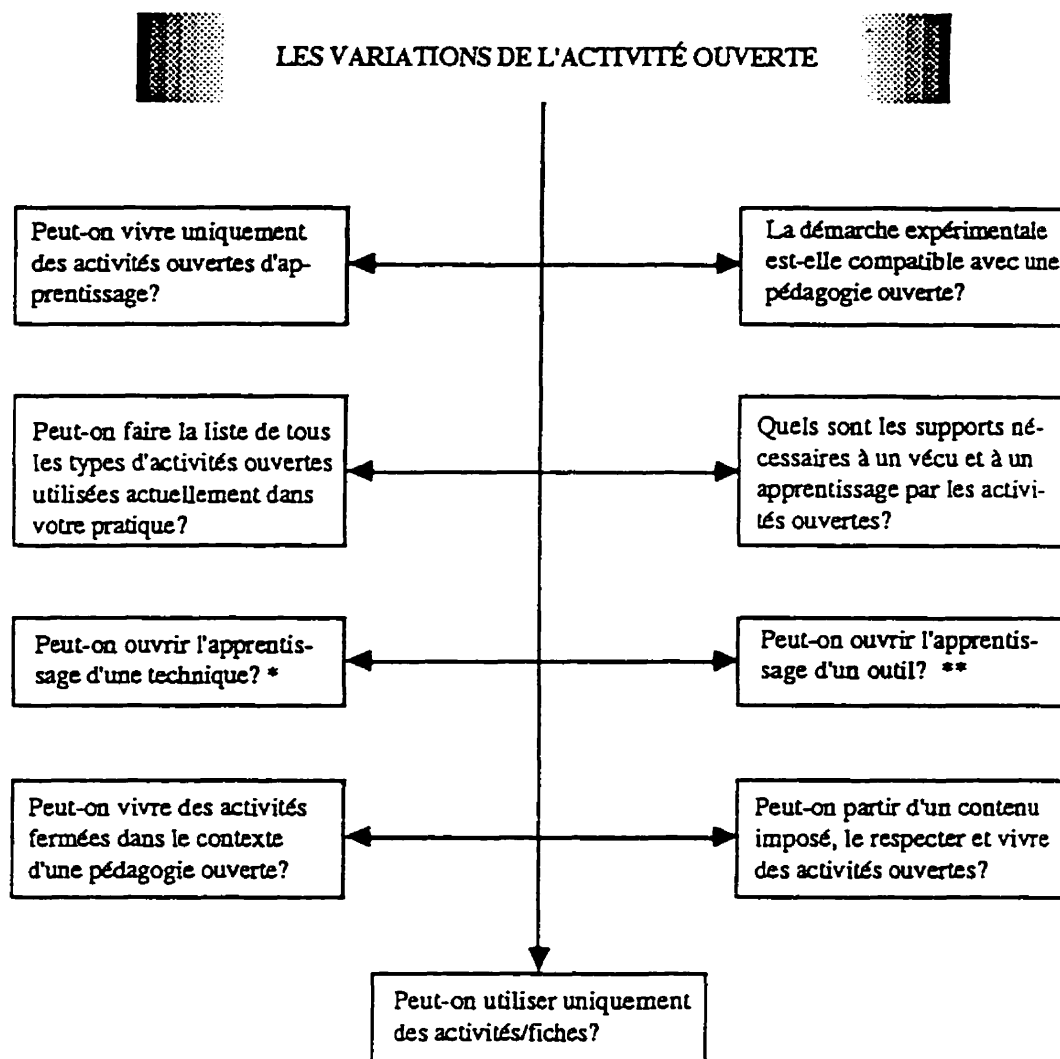 LES VARIATIONS DE L'ACTIVITÉ OUVERTE
Peut-on vivre uniquement
des activités ouvertes d'ap-
prentissage?
La démarche expérimentale
est-elle compatible avec une
pédagogie ouverte?
Peut-on faire la liste de tous
les types d'activités ouvertes
utilisées actuellement dans
votre pratique?
Quels sont les supports né-
cessaires à un vécu et à un
apprentissage par les activi-
tés ouvertes?
Peut-on ouvrir l'apprentis-
sage d'une technique? *
Peut-on ouvrir l'apprentis-
sage d'un outil? **
Peut-on vivre des activités
fermées dans le contexte
d'une pédagogie ouverte?
Peut-on partir d'un contenu
imposé, le respecter et vivre
des activités ouvertes?
Peut-on utiliser uniquement
des activités/fiches?